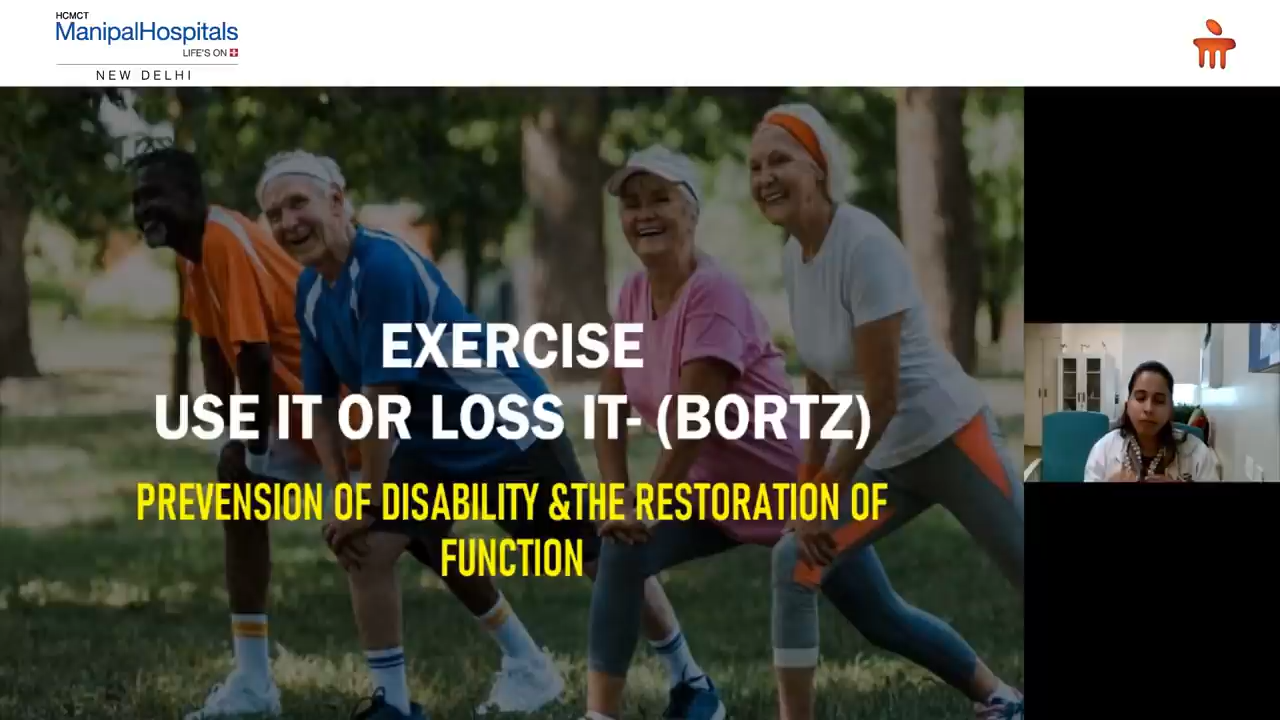 HCMCT
ManipalHospitals
LIFE'S ON
NEW DELHI
EXERCISE
USE IT OR LOSS IT- (BORTZ)
PREVENSION OF DISABILITY &THE RESTORATION OF
FUNCTION